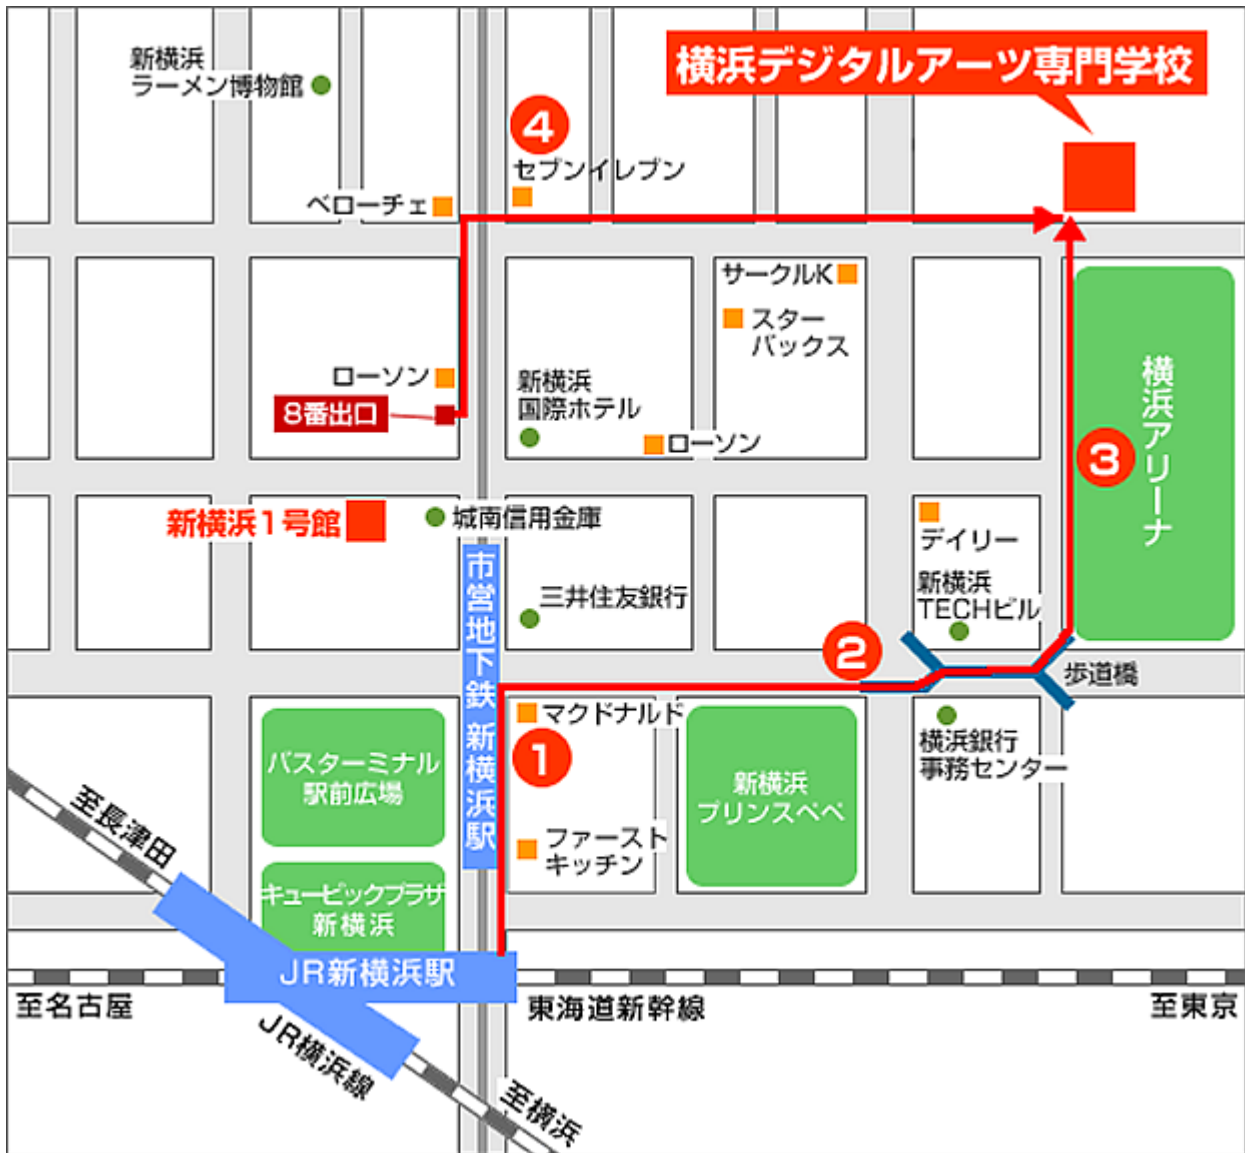 新横浜
ラーメン博物館
横浜デジタルアーツ専門学校
4
セブンイレブン
ベローチェ
サークルK
スター
バックス
ローソン
8番出口
新横浜
国際ホテル
ローソン
横浜アリーナ
3
新横浜1号館
城南信用金庫
デイリー
新横浜
TECHビル
三井住友銀行
市営地下鉄 新横浜駅
2
歩道橋
マクドナルド
1
バスターミナル
駅前広場
新横浜
プリンスペペ
横浜銀行
事務センター
ファースト
キッチン
至長津田
キュービックプラザ
新横浜
JR新横浜駅
至名古屋
東海道新幹線
至東京
JR横浜線
至横浜